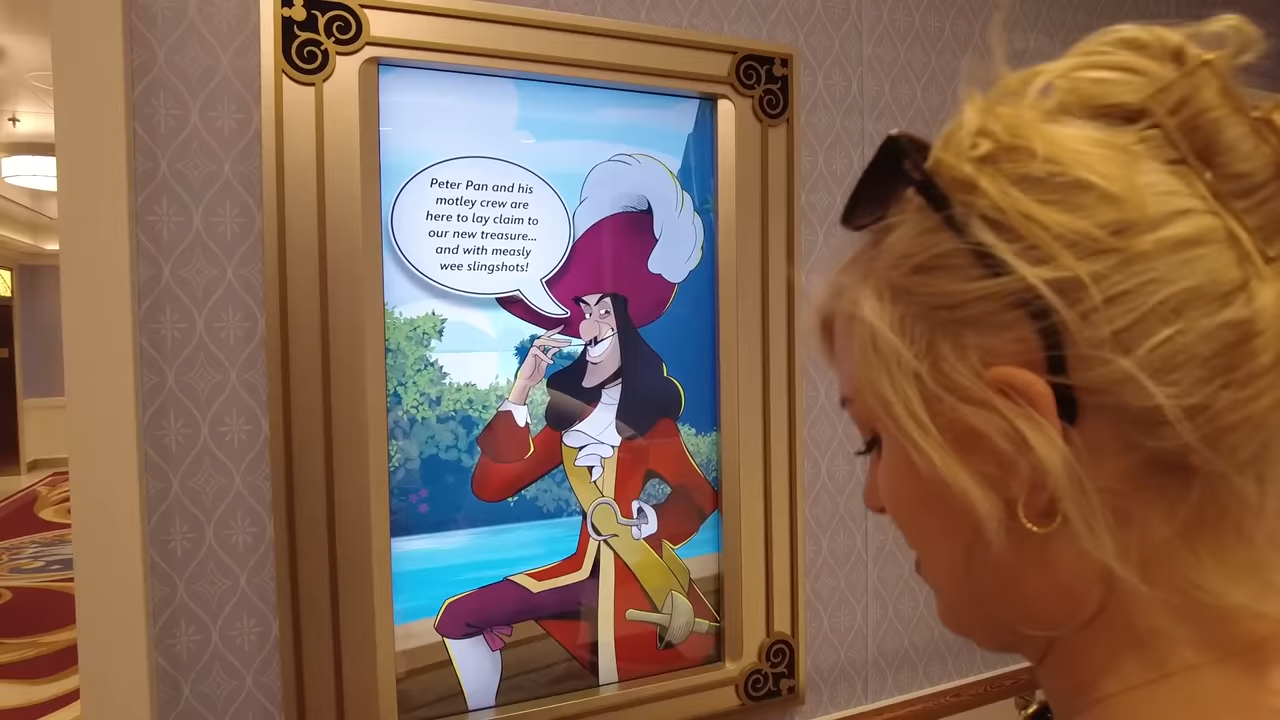 Peter Pan and his
motley crew are
here to lay claim to
our new treasure...
and with measly
wee slingshots!